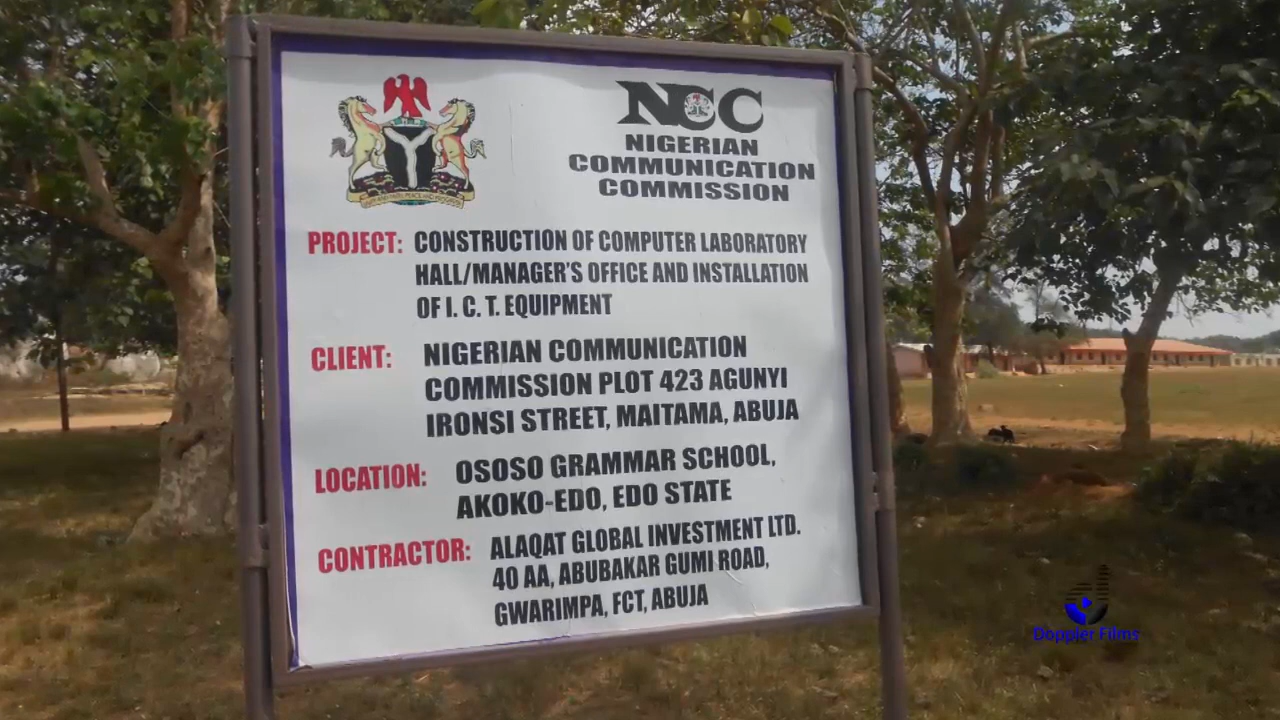 NCC
NIGERIAN
COMMUNICATION
COMMISSION
PROJECT: CONSTRUCTION OF COMPUTER LABORATORY
HALL/MANAGER'S OFFICE AND INSTALLATION
OF I. C. T. EQUIPMENT
CLIENT: NIGERIAN COMMUNICATION
COMMISSION PLOT 423 AGUNYI
IRONSI STREET, MAITAMA, ABUJA
LOCATION: OSOSO GRAMMAR SCHOOL,
AKOKO-EDO, EDO STATE
CONTRACTOR: ALAQAT GLOBAL INVESTMENT LTD.
40 AA, ABUBAKAR GUMI ROAD,
GWARIMPA, FCT, ABUJA
Doppler Films